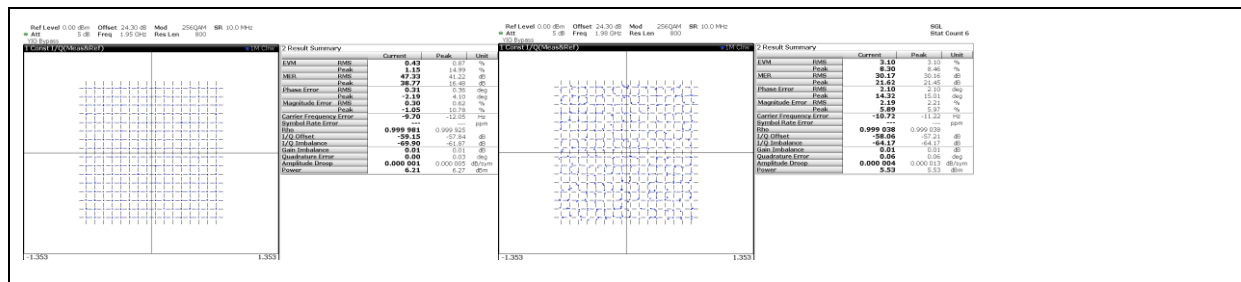 Ref Level 0.00 dBm Offset 24.30 dB Mod 256QAM SR 10.0 MHz
Att 5 dB Freq 1.95 GHz Res Len 800
YIG Bypass
1 Const I/Q(Meas&Ref) 1M Clrw
-1.353 1.353
2 Result Summary
Current Peak Unit
EVM RMS 0.43 0.87 %
Peak 1.15 14.99 %
MER RMS 47.33 41.22 dB
Peak 38.77 16.48 dB
Phase Error RMS 0.31 0.36 deg
Peak -2.19 4.10 deg
Magnitude Error RMS 0.30 0.62 %
Peak -1.05 10.78 %
Carrier Frequency Error -9.70 -12.05 Hz
Symbol Rate Error --- --- ppm
Rho 0.999 981 0.999 925
I/Q Offset -59.15 -57.84 dB
I/Q Imbalance -69.90 -61.87 dB
Gain Imbalance 0.01 0.01 dB
Quadrature Error 0.00 0.03 deg
Amplitude Droop 0.000 001 0.000 005 dB/sym
Power 6.21 6.27 dBm
Ref Level 0.00 dBm Offset 24.30 dB Mod 256QAM SR 10.0 MHz
Att 5 dB Freq 1.98 GHz Res Len 800
YIG Bypass
SGL
Stat Count 6
1 Const I/Q(Meas&Ref) 1M Clrw
-1.353 1.353
2 Result Summary
Current Peak Unit
EVM RMS 3.10 3.10 %
Peak 8.30 8.46 %
MER RMS 30.17 30.16 dB
Peak 21.62 21.45 dB
Phase Error RMS 2.10 2.10 deg
Peak 14.32 15.01 deg
Magnitude Error RMS 2.19 2.21 %
Peak 5.89 5.97 %
Carrier Frequency Error -10.72 -11.22 Hz
Symbol Rate Error --- --- ppm
Rho 0.999 038 0.999 038
I/Q Offset -58.06 -57.21 dB
I/Q Imbalance -64.17 -64.17 dB
Gain Imbalance 0.01 0.01 dB
Quadrature Error 0.06 0.06 deg
Amplitude Droop 0.000 004 0.000 013 dB/sym
Power 5.53 5.53 dBm